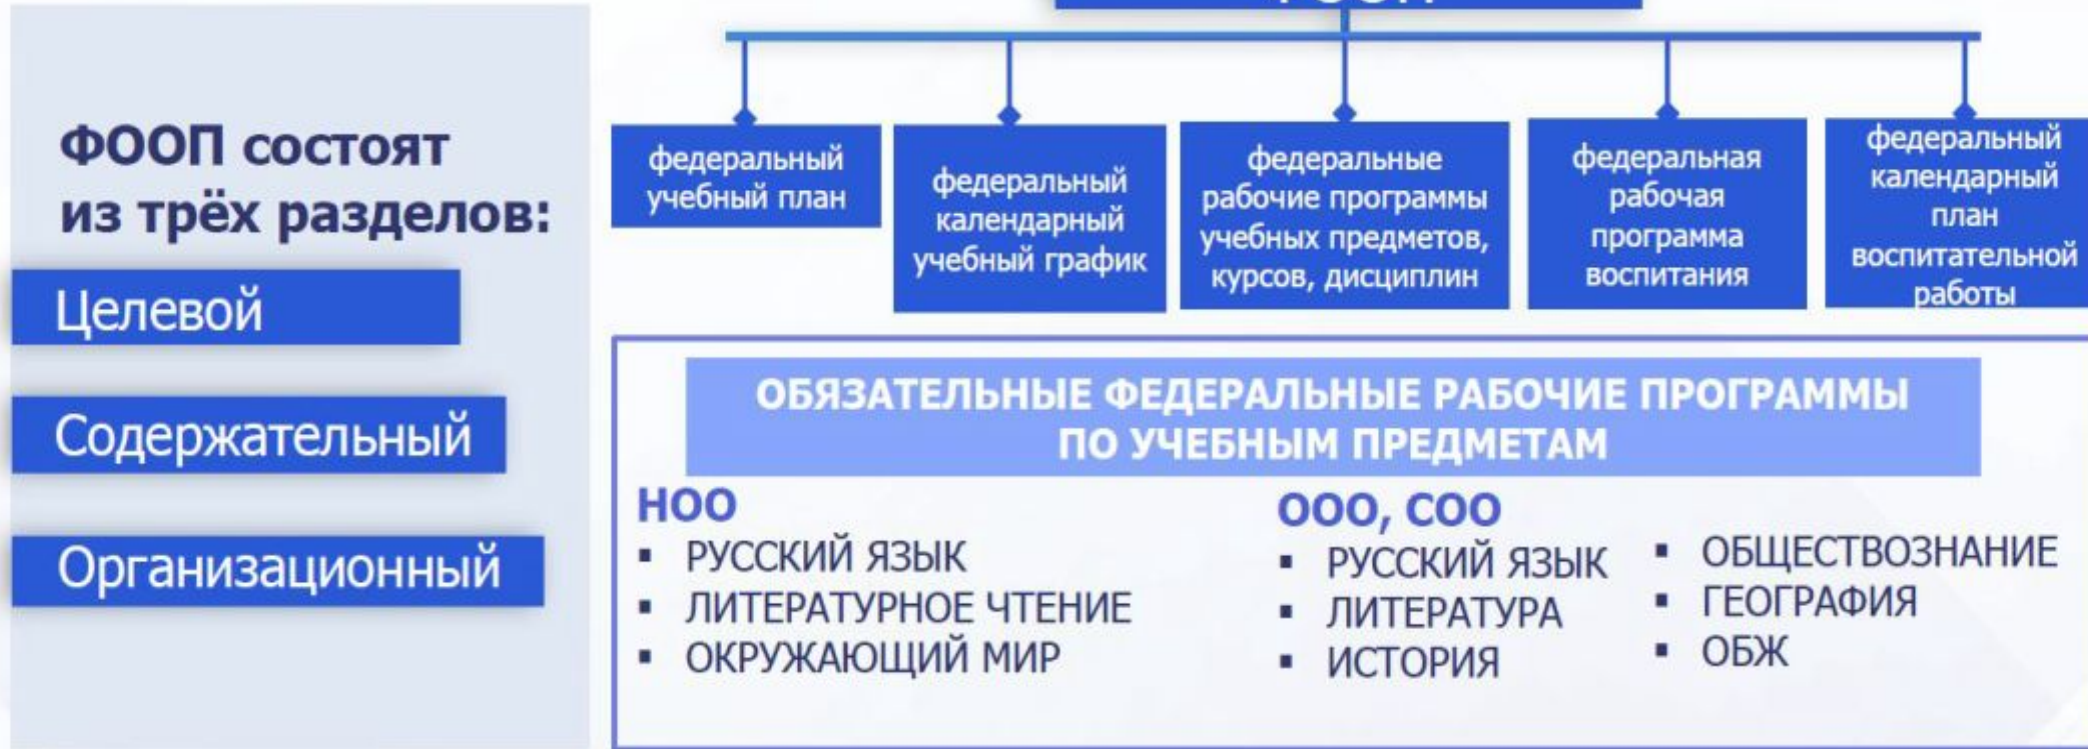 ФООП состоят
из трёх разделов:
Целевой
Содержательный
Организационный
федеральный
учебный план
федеральный
календарный
учебный график
федеральные
рабочие программы
учебных предметов,
курсов, дисциплин
федеральная
рабочая
программа
воспитания
федеральный
календарный
план
воспитательной
работы
ОБЯЗАТЕЛЬНЫЕ ФЕДЕРАЛЬНЫЕ РАБОЧИЕ ПРОГРАММЫ
ПО УЧЕБНЫМ ПРЕДМЕТАМ
НОО
▪ РУССКИЙ ЯЗЫК
▪ ЛИТЕРАТУРНОЕ ЧТЕНИЕ
▪ ОКРУЖАЮЩИЙ МИР
ООО, СОО
▪ РУССКИЙ ЯЗЫК
▪ ЛИТЕРАТУРА
▪ ИСТОРИЯ
▪ ОБЩЕСТВОЗНАНИЕ
▪ ГЕОГРАФИЯ
▪ ОБЖ